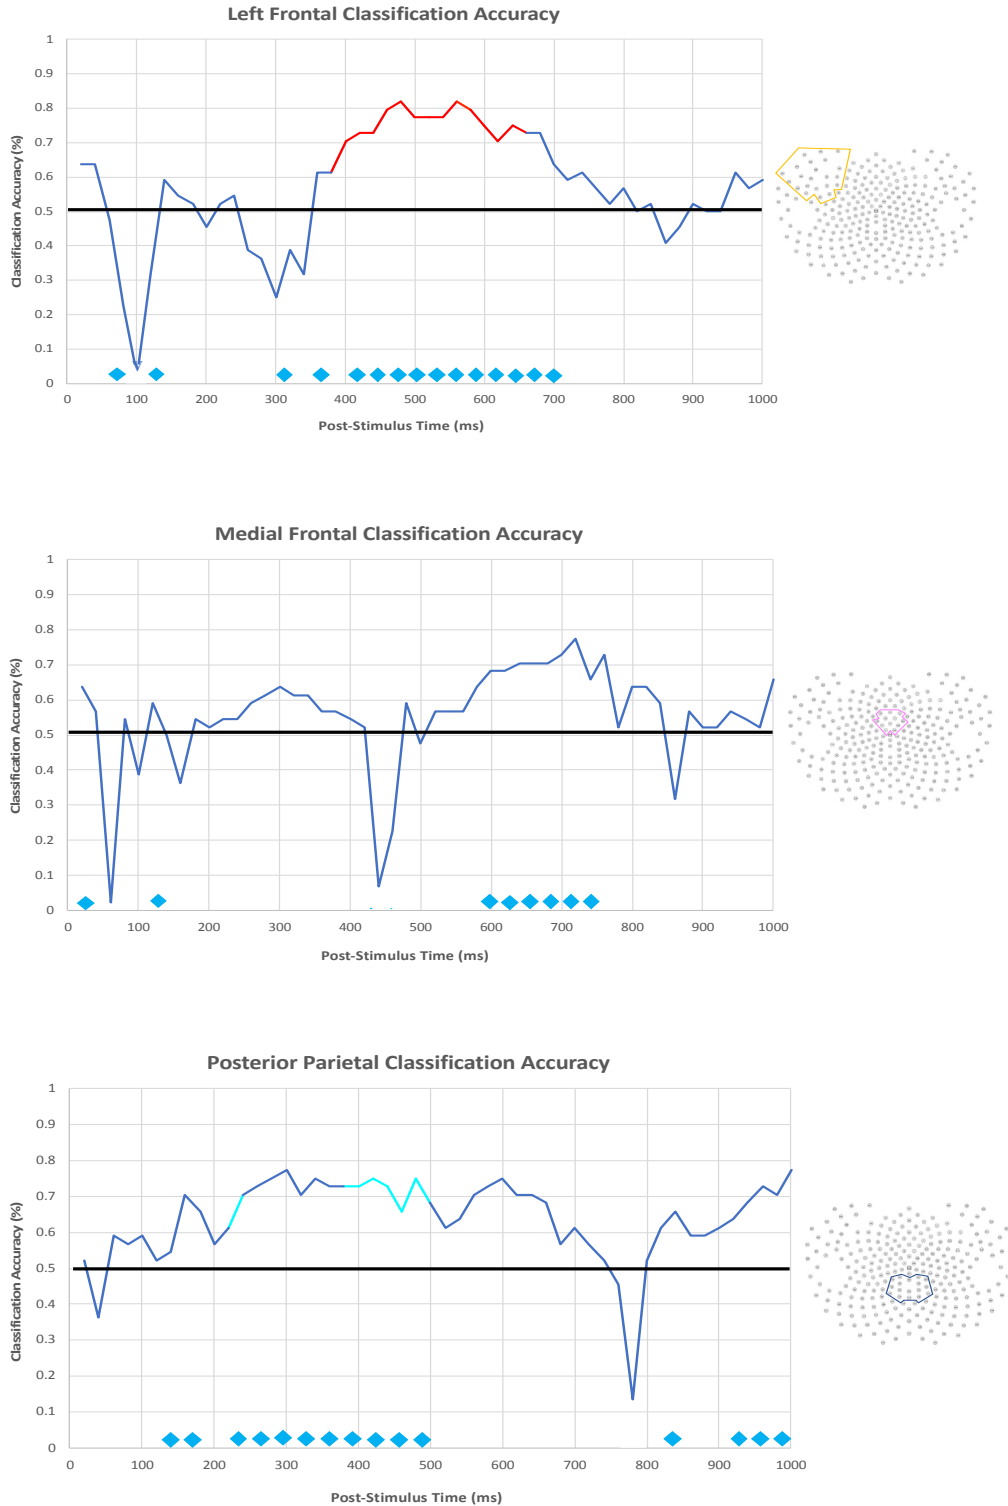 Left Frontal Classification Accuracy
1
0.9
0.8
0.7
0.6
0.5
0.4
0.3
0.2
0.1
0
Classification Accuracy (%)
0 100 200 300 400 500 600 700 800 900 1000
Post-Stimulus Time (ms)
Medial Frontal Classification Accuracy
1
0.9
0.8
0.7
0.6
0.5
0.4
0.3
0.2
0.1
0
Classification Accuracy (%)
0 100 200 300 400 500 600 700 800 900 1000
Post-Stimulus Time (ms)
Posterior Parietal Classification Accuracy
1
0.9
0.8
0.7
0.6
0.5
0.4
0.3
0.2
0.1
0
Classification Accuracy (%)
0 100 200 300 400 500 600 700 800 900 1000
Post-Stimulus Time (ms)